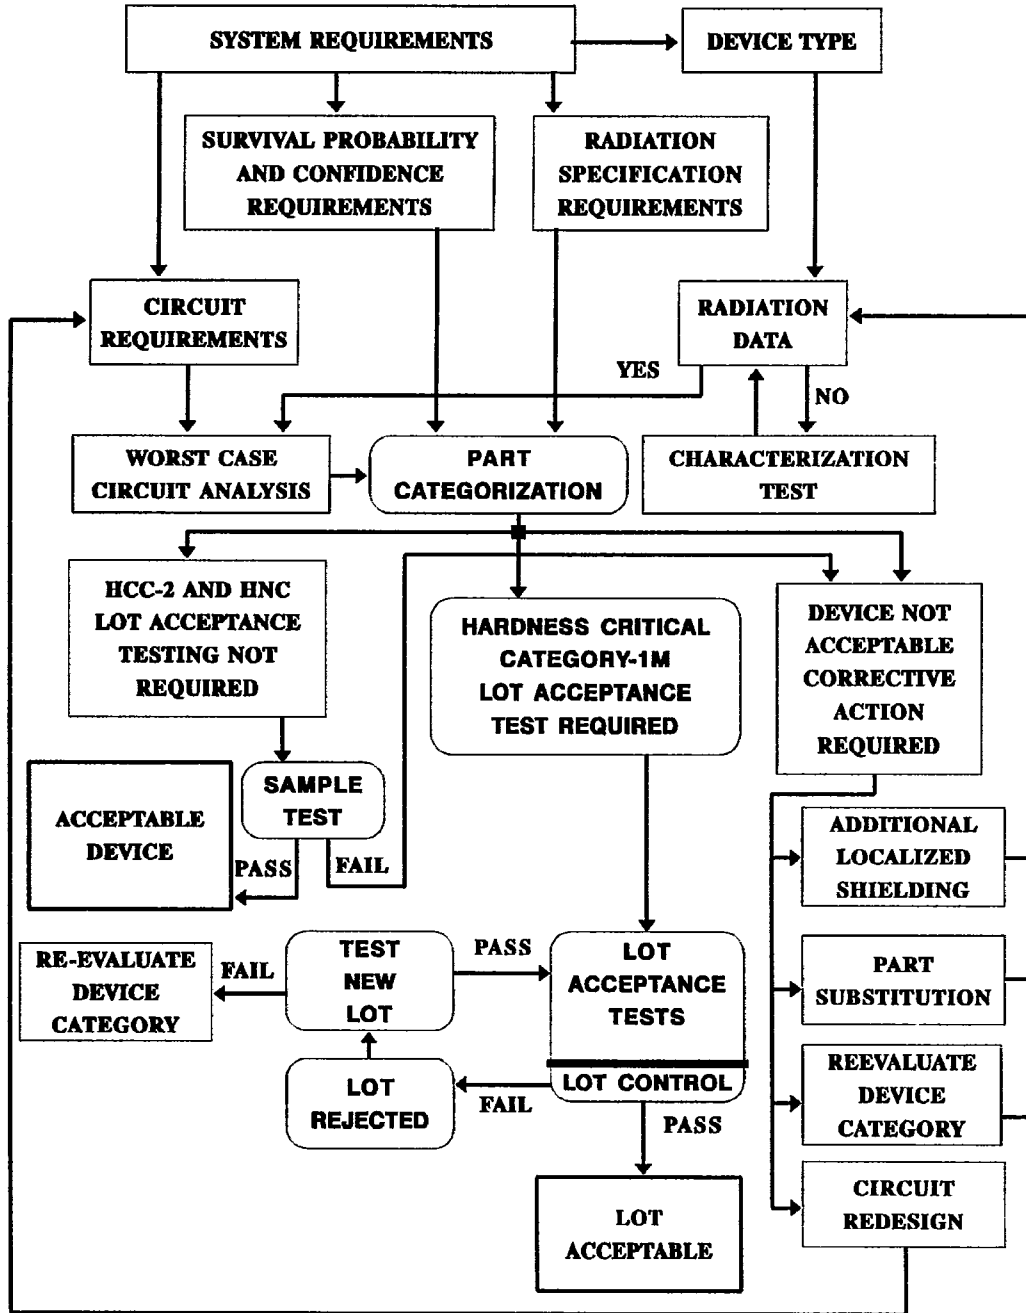 SYSTEM REQUIREMENTS
DEVICE TYPE
SURVIVAL PROBABILITY
AND CONFIDENCE
REQUIREMENTS
RADIATION
SPECIFICATION
REQUIREMENTS
CIRCUIT
REQUIREMENTS
RADIATION
DATA
YES
NO
WORST CASE
CIRCUIT ANALYSIS
PART
CATEGORIZATION
CHARACTERIZATION
TEST
HCC-2 AND HNC
LOT ACCEPTANCE
TESTING NOT
REQUIRED
HARDNESS CRITICAL
CATEGORY-1M
LOT ACCEPTANCE
TEST REQUIRED
DEVICE NOT
ACCEPTABLE
CORRECTIVE
ACTION
REQUIRED
ACCEPTABLE
DEVICE
SAMPLE
TEST
PASS
FAIL
ADDITIONAL
LOCALIZED
SHIELDING
RE-EVALUATE
DEVICE
CATEGORY
FAIL
TEST
NEW
LOT
PASS
LOT
ACCEPTANCE
TESTS
PART
SUBSTITUTION
LOT REJECTED
FAIL
LOT CONTROL
PASS
REEVALUATE
DEVICE
CATEGORY
LOT
ACCEPTABLE
CIRCUIT
REDESIGN